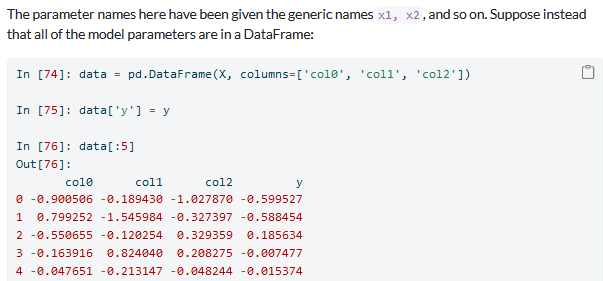 The parameter names here have been given the generic names x1, x2, and so on. Suppose instead
that all of the model parameters are in a DataFrame:
In [74]: data = pd.DataFrame(X, columns=['col0', 'col1', 'col2'])
In [75]: data['y'] = y
In [76]: data[:5]
Out[76]:
col0 col1 col2 y
0 -0.900506 -0.189430 -1.027870 -0.599527
1 0.799252 -1.545984 -0.327397 -0.588454
2 -0.550655 -0.120254 0.329359 0.185634
3 -0.163916 0.824040 0.208275 -0.007477
4 -0.047651 -0.213147 -0.048244 -0.015374